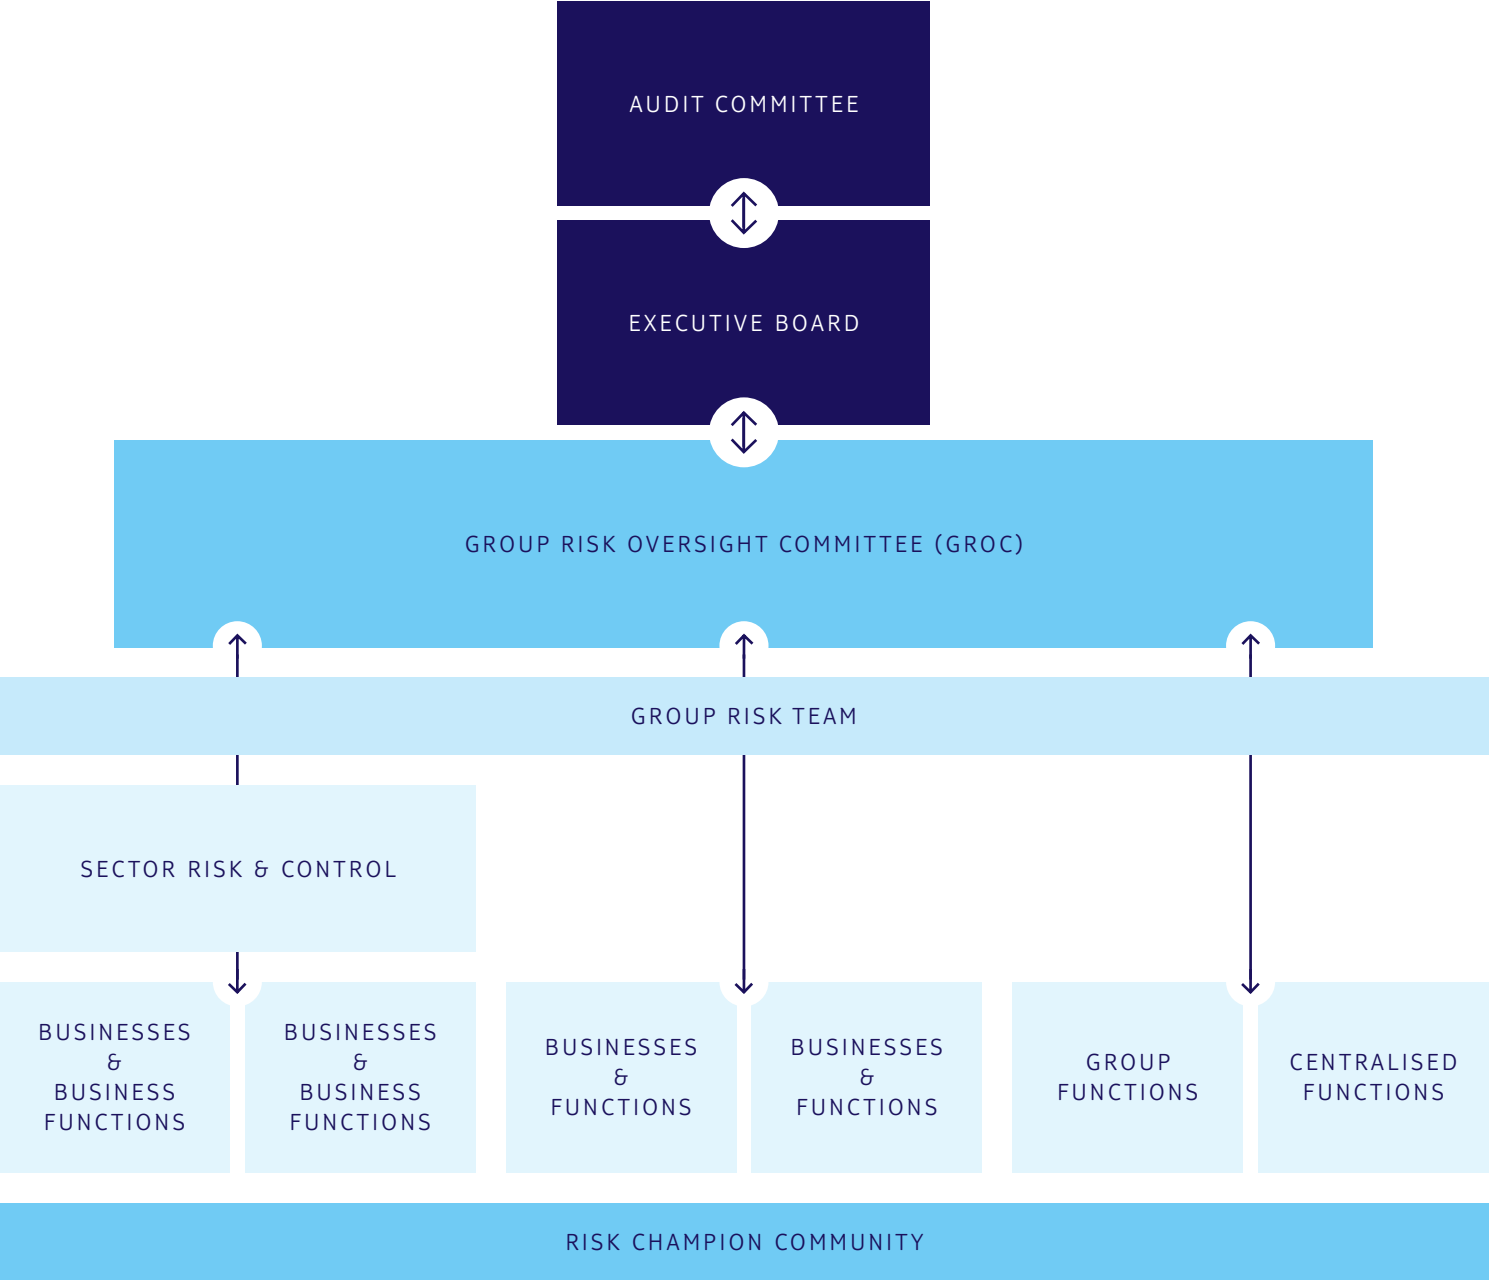 AUDIT COMMITTEE
EXECUTIVE BOARD
GROUP RISK OVERSIGHT COMMITTEE (GROC)
GROUP RISK TEAM
SECTOR RISK & CONTROL
BUSINESSES
&
BUSINESS
FUNCTIONS
BUSINESSES
&
BUSINESS
FUNCTIONS
BUSINESSES
&
FUNCTIONS
BUSINESSES
&
FUNCTIONS
GROUP
FUNCTIONS
CENTRALISED
FUNCTIONS
RISK CHAMPION COMMUNITY